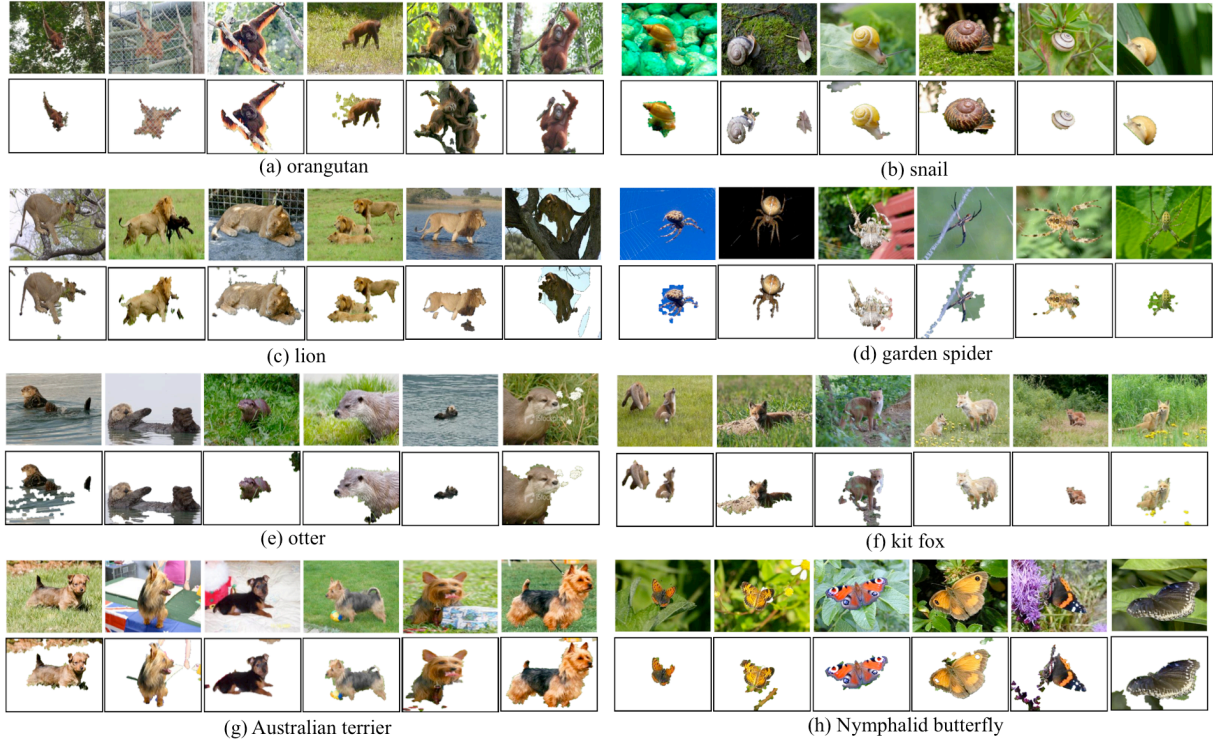 (a) orangutan
(b) snail
(c) lion
(d) garden spider
(e) otter
(f) kit fox
(g) Australian terrier
(h) Nymphalid butterfly